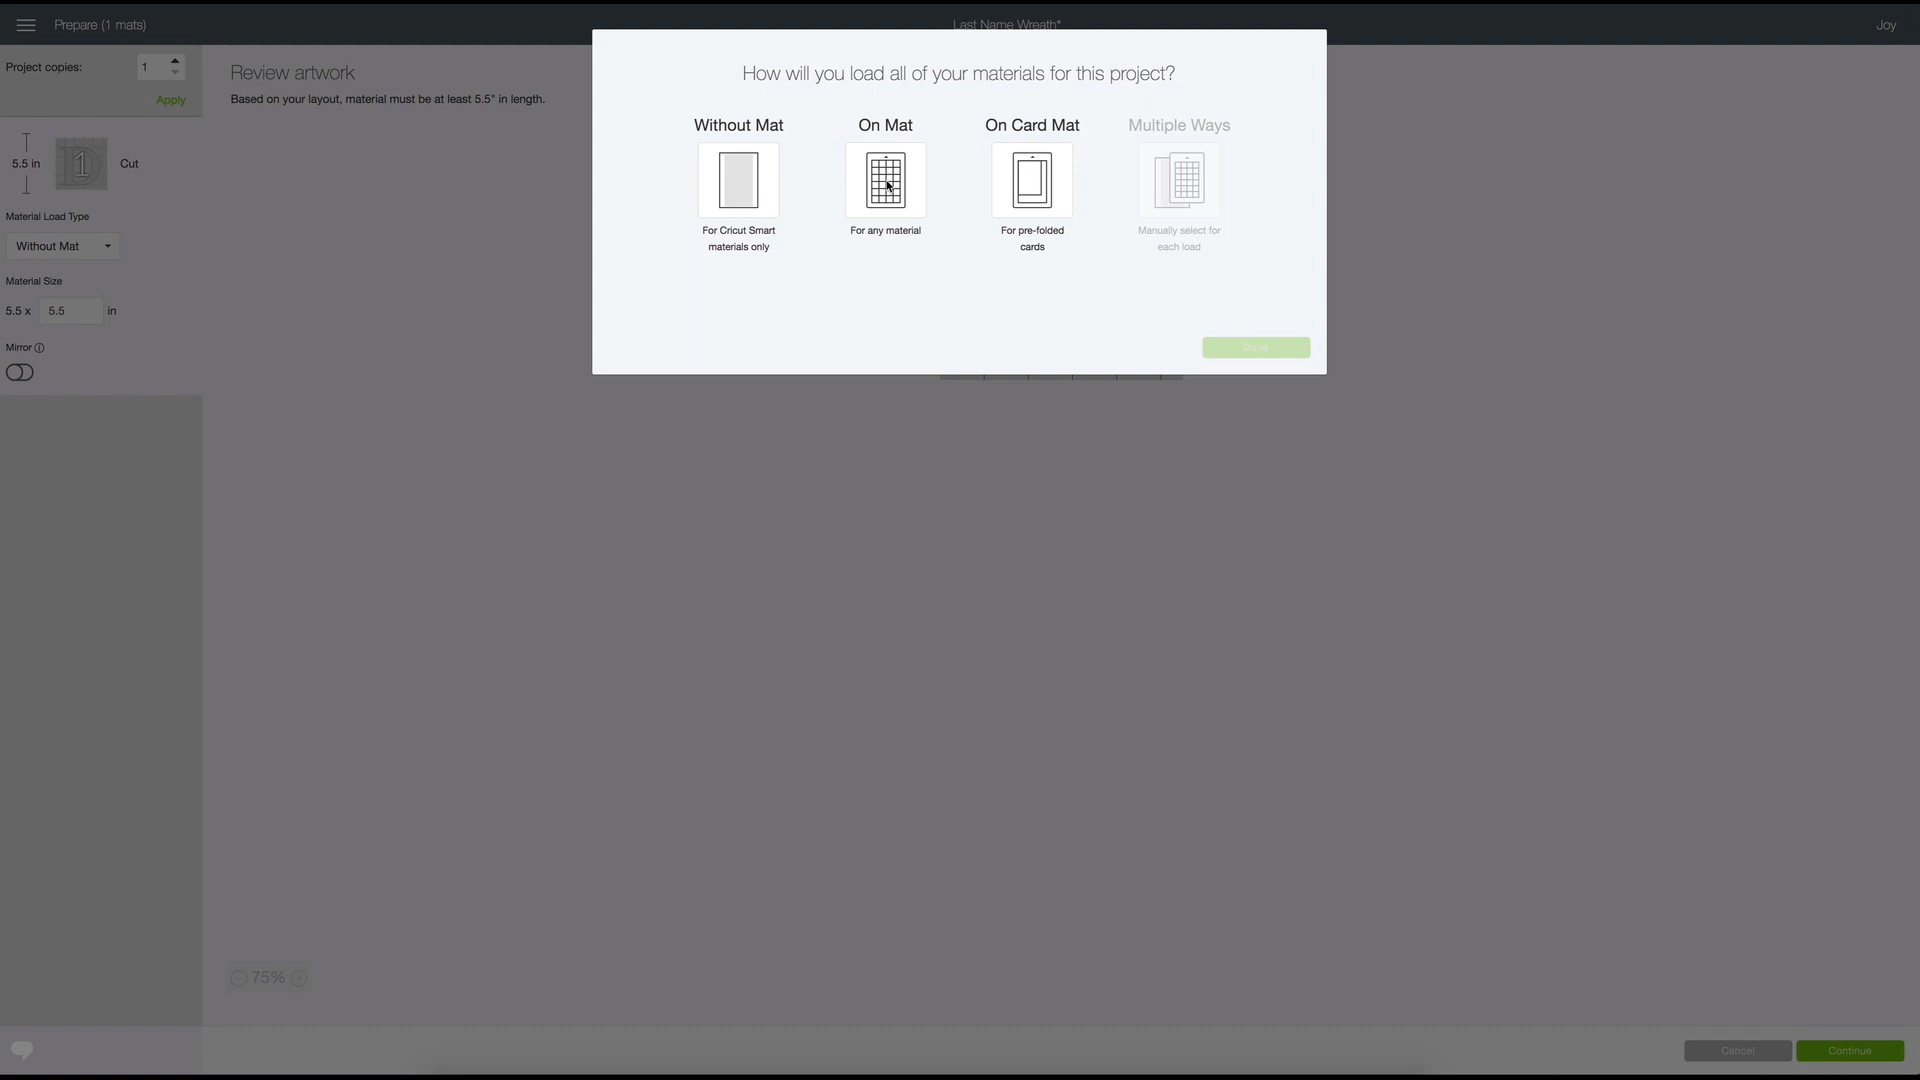 Prepare (1 mats)
Last Name Wreath*
Joy
Project copies:
1
Apply
Review artwork
Based on your layout, material must be at least 5.5" in length.
5.5 in
1
Cut
Material Load Type
Without Mat
Material Size
5.5 x
5.5
in
Mirror
How will you load all of your materials for this project?
Without Mat
For Cricut Smart
materials only
On Mat
For any material
On Card Mat
For pre-folded
cards
Multiple Ways
Manually select for
each load
Done
75%
Cancel
Continue